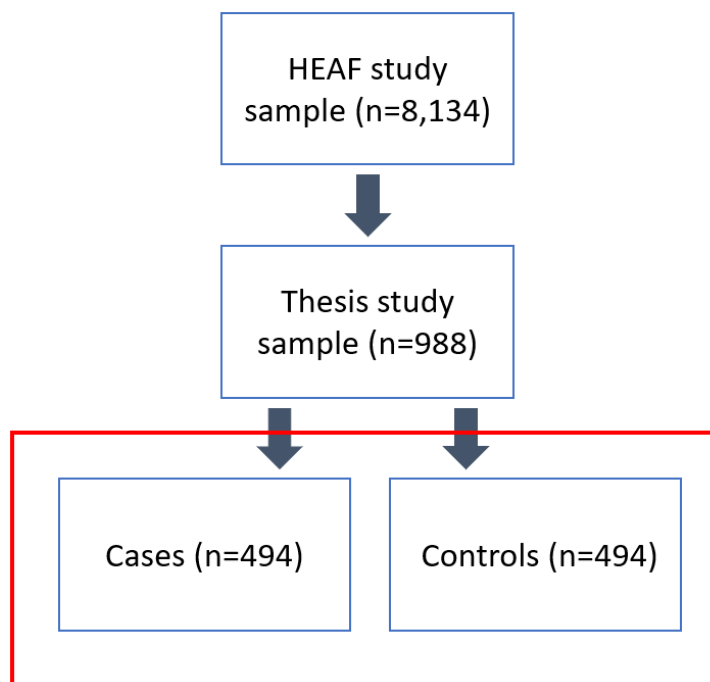 HEAF study
sample (n=8,134)
Thesis study
sample (n=988)
Cases (n=494)
Controls (n=494)